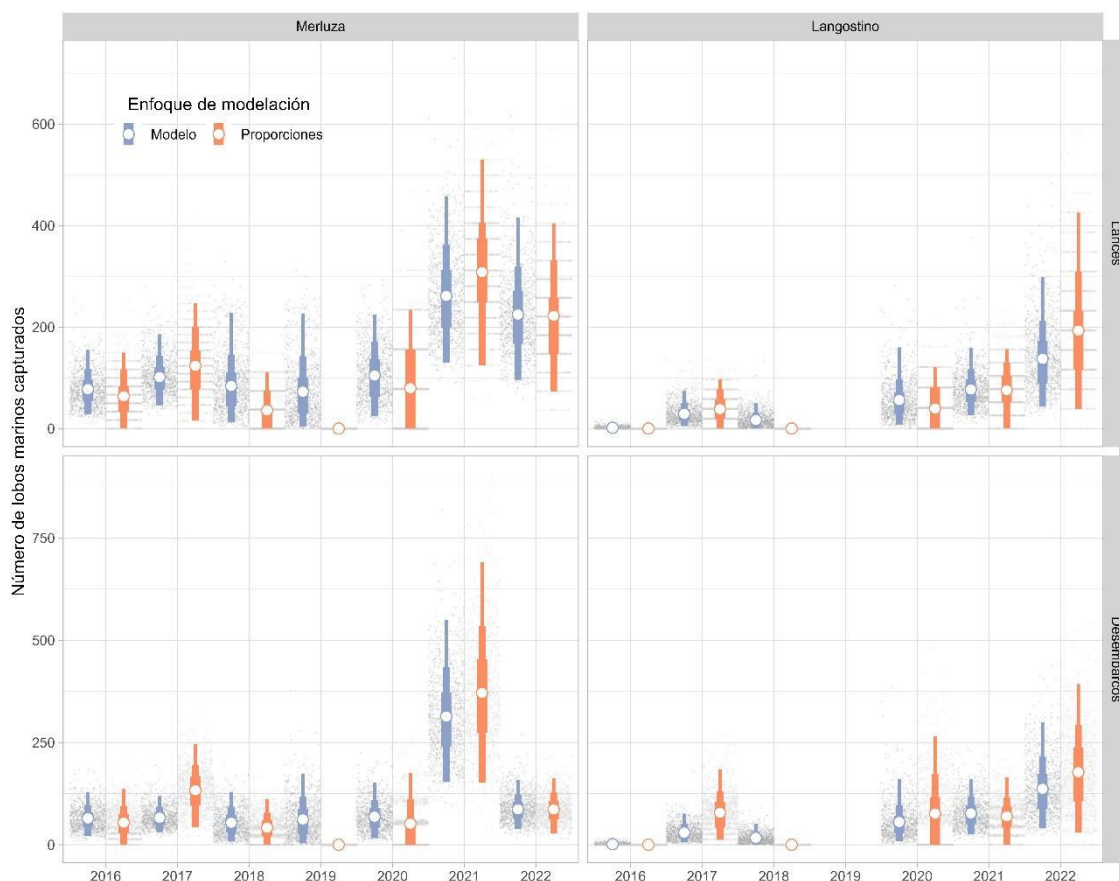 Merluza
Langostino
Enfoque de modelación
Modelo
Proporciones
Número de lobos marinos capturados
600
400
200
0
Lances
750
500
250
0
Desembarcos
2016 2017 2018 2019 2020 2021 2022
2016 2017 2018 2019 2020 2021 2022